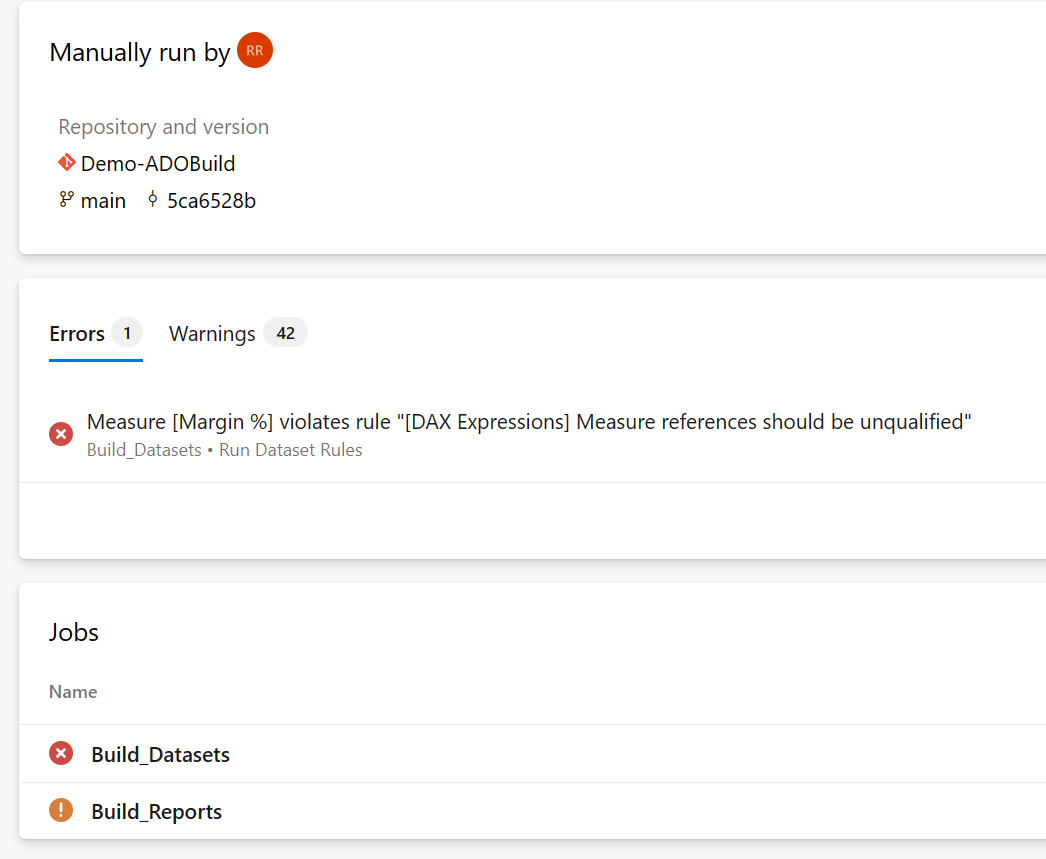 Manually run by RR
Repository and version
Demo-ADOBuild
main 5ca6528b
Errors 1 Warnings 42
Measure [Margin %] violates rule "[DAX Expressions] Measure references should be unqualified"
Build_Datasets • Run Dataset Rules
Jobs
Name
Build_Datasets
Build_Reports